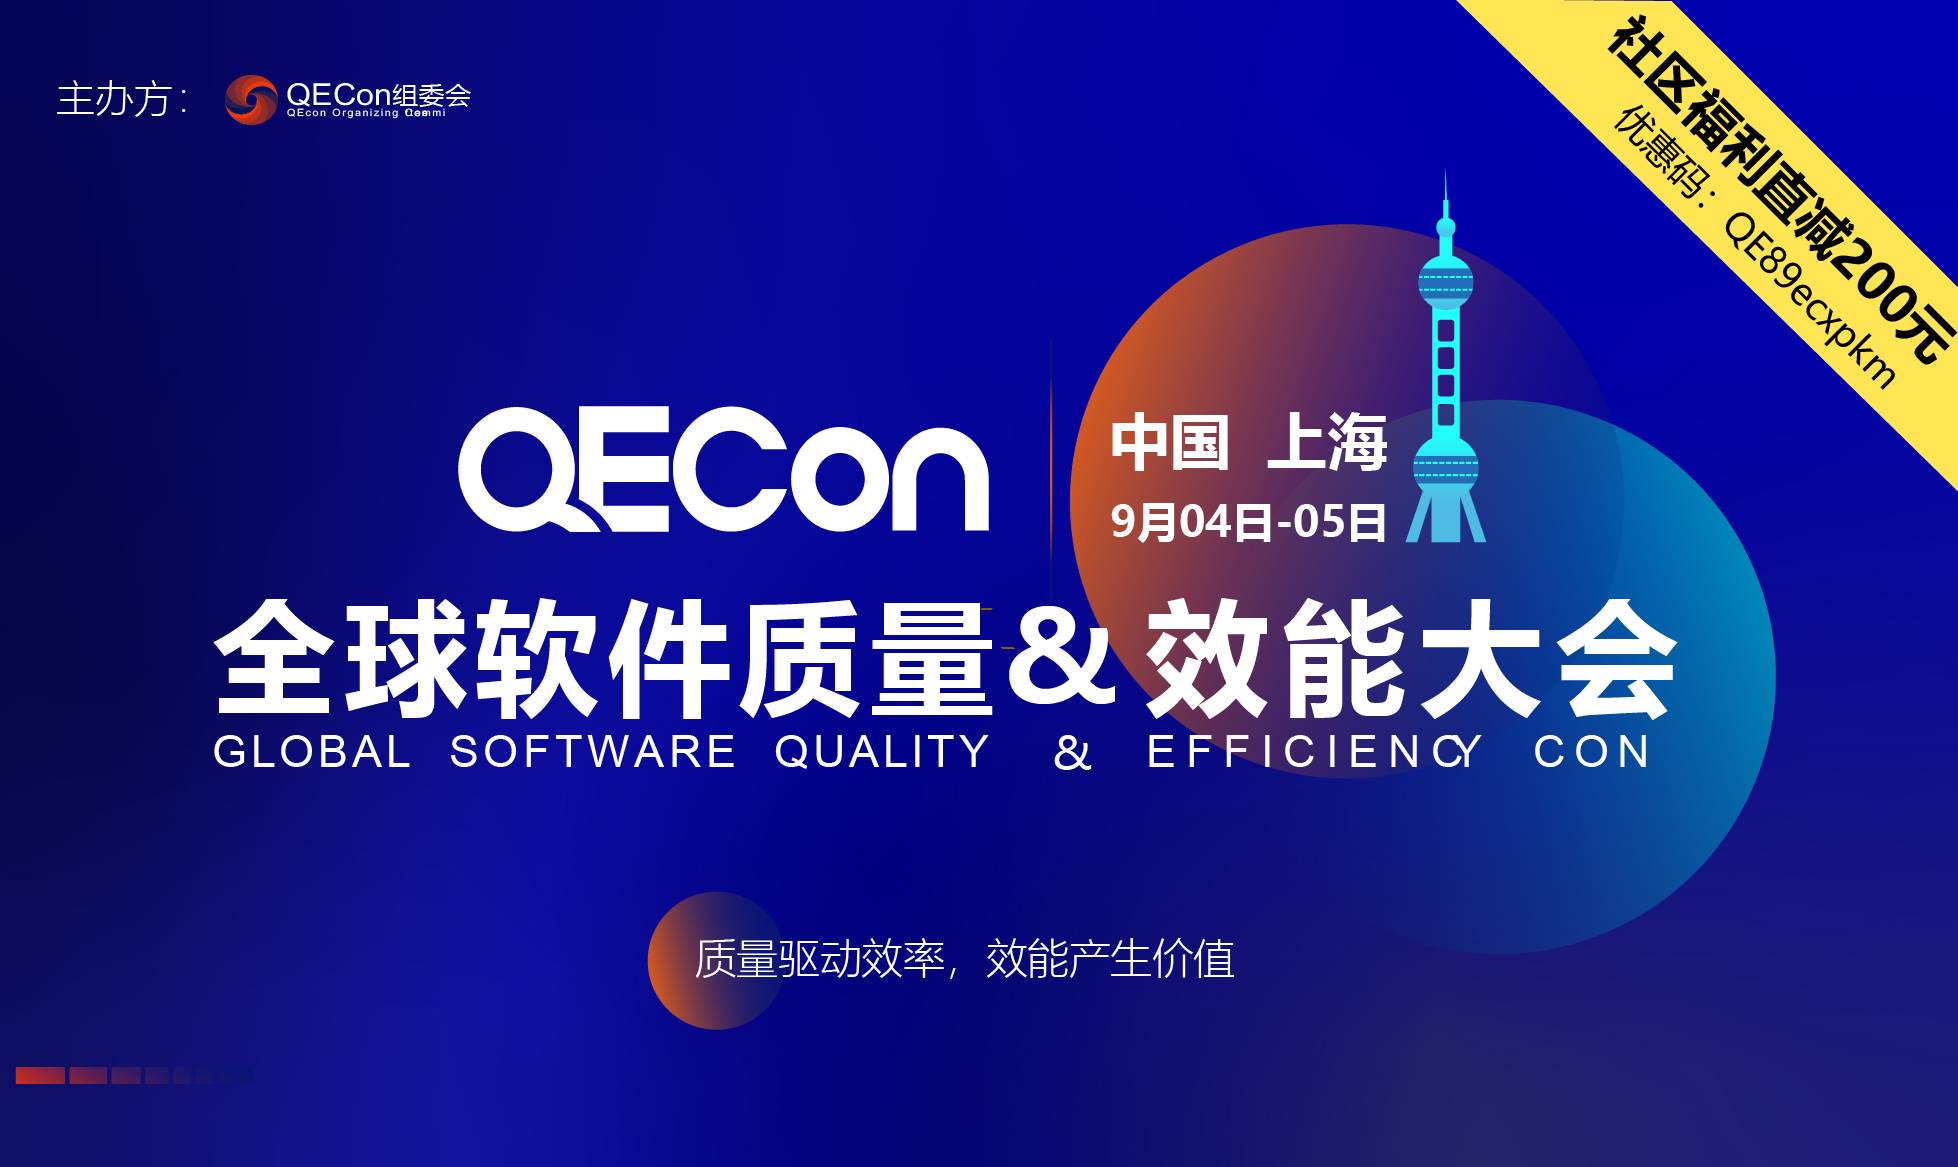 主办方：
QECon组委会
QEcon Organizing
社区福利直减200元
优惠码：QE89ecxpkm
QECon
中国 上海
9月04日-05日
全球软件质量&效能大会
GLOBAL SOFTWARE QUALITY & EFFICIENCY CON
质量驱动效率，效能产生价值